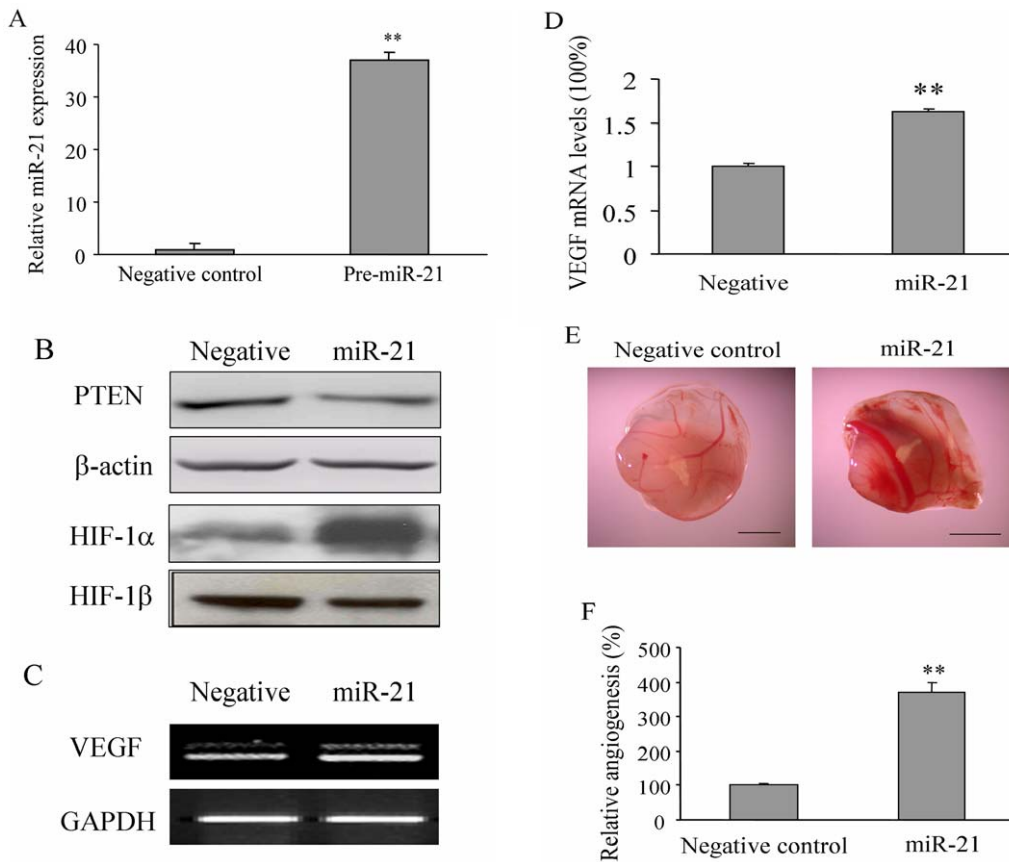 A
Relative miR-21 expression
40
30
20
10
0
**
Negative control
Pre-miR-21
B
Negative
miR-21
PTEN
β-actin
HIF-1α
HIF-1β
C
Negative
miR-21
VEGF
GAPDH
D
VEGF mRNA levels (100%)
2
1.5
1
0.5
0
**
Negative
miR-21
E
Negative control
miR-21
F
Relative angiogenesis (%)
500
400
300
200
100
0
**
Negative control
miR-21